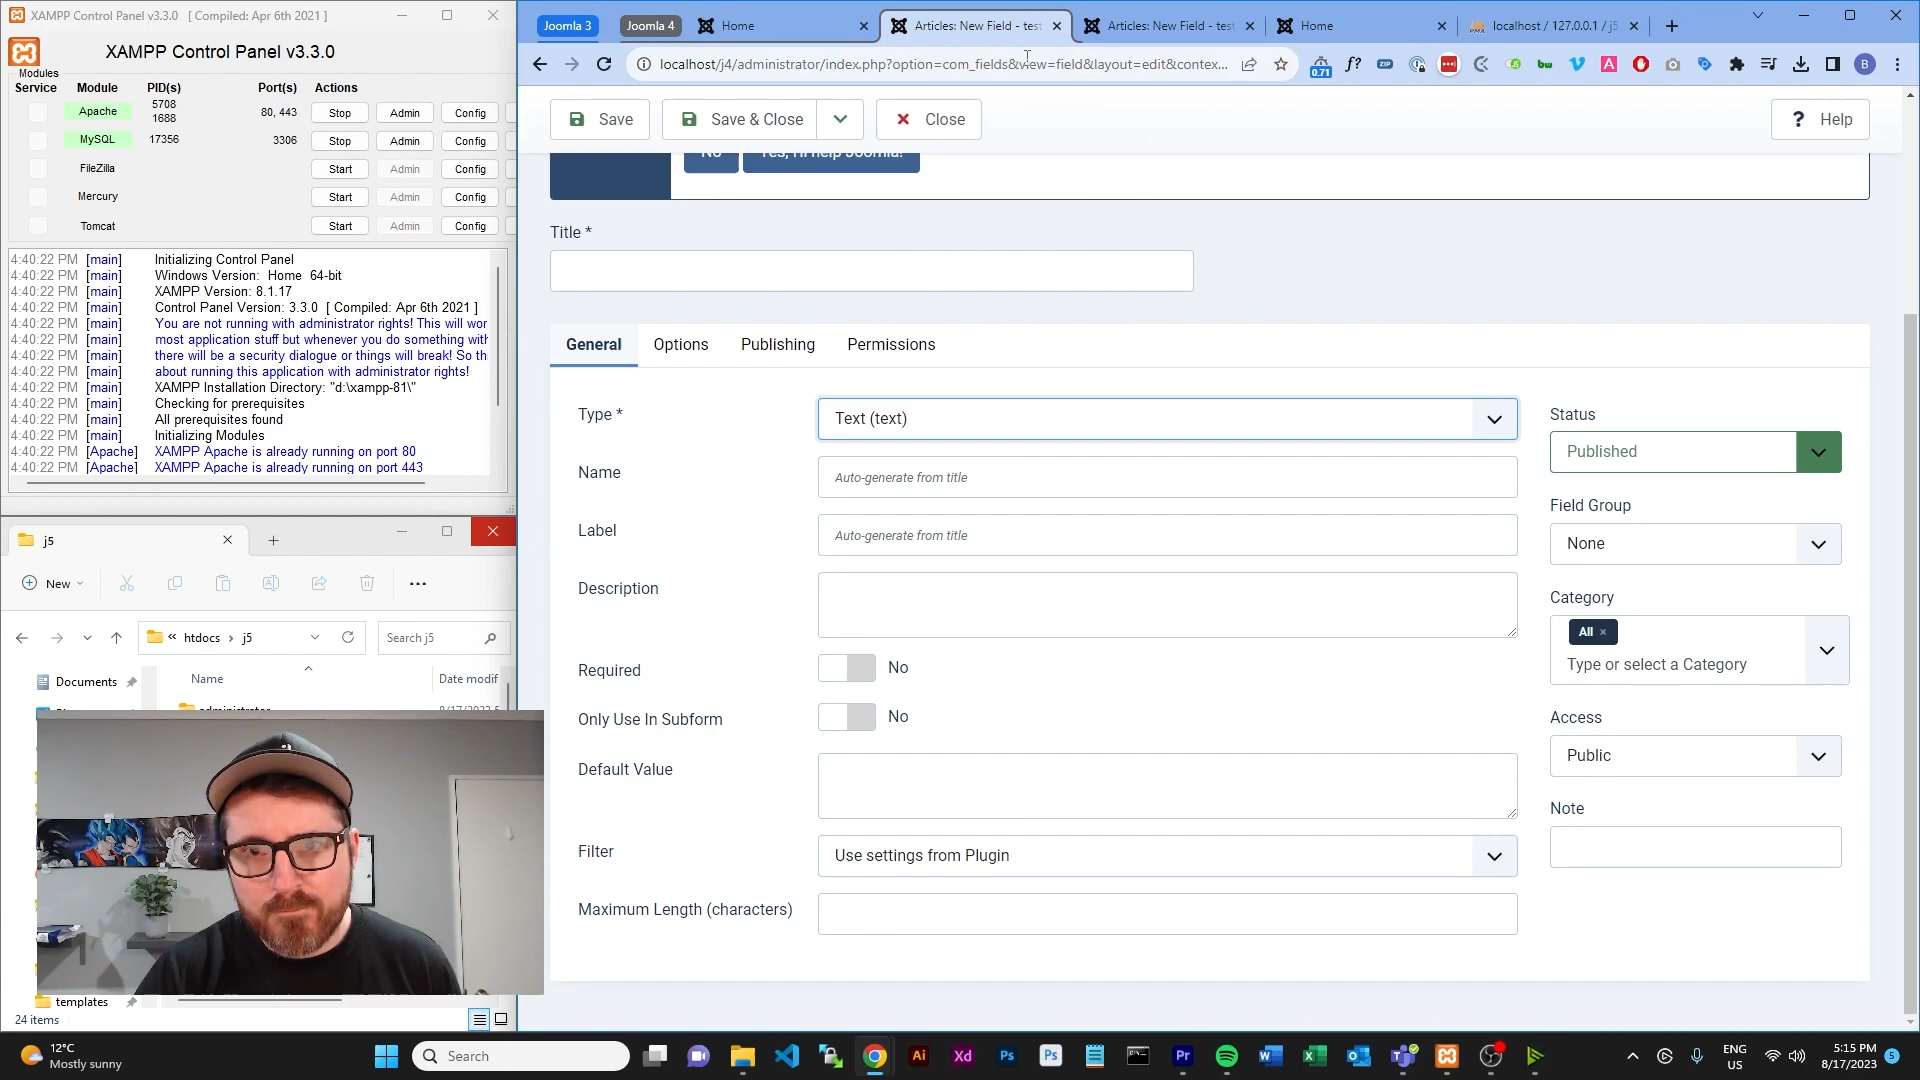 XAMPP Control Panel v3.3.0 [ Compiled: Apr 6th 2021 ]
XAMPP Control Panel v3.3.0
Modules
Service Module PID(s) Port(s) Actions
Apache 5708 1688 80, 443 Stop Admin Config
MySQL 17356 3306 Stop Admin Config
FileZilla Start Admin Config
Mercury Start Admin Config
Tomcat Start Admin Config
4:40:22 PM [main] Initializing Control Panel
4:40:22 PM [main] Windows Version: Home 64-bit
4:40:22 PM [main] XAMPP Version: 8.1.17
4:40:22 PM [main] Control Panel Version: 3.3.0 [ Compiled: Apr 6th 2021 ]
4:40:22 PM [main] You are not running with administrator rights! This will wor
4:40:22 PM [main] most application stuff but whenever you do something with
4:40:22 PM [main] there will be a security dialogue or things will break! So th
4:40:22 PM [main] about running this application with administrator rights!
4:40:22 PM [main] XAMPP Installation Directory: "d:\xampp-81\"
4:40:22 PM [main] Checking for prerequisites
4:40:22 PM [main] All prerequisites found
4:40:22 PM [main] Initializing Modules
4:40:22 PM [Apache] XAMPP Apache is already running on port 80
4:40:22 PM [Apache] XAMPP Apache is already running on port 443
j5
New
« htdocs › j5 Search j5
Documents Name Date modif
administrator
templates
24 items
Joomla 3 Joomla 4 Home Articles: New Field - test Articles: New Field - test Home localhost / 127.0.0.1 / j5
localhost/j4/administrator/index.php?option=com_fields&view=field&layout=edit&contex...
0.71
Save Save & Close Close Help
No Yes, I'll help Joomla!
Title *
General Options Publishing Permissions
Type * Text (text)
Name Auto-generate from title
Label Auto-generate from title
Description
Required No
Only Use In Subform No
Default Value
Filter Use settings from Plugin
Maximum Length (characters)
Status
Published
Field Group
None
Category
All ×
Type or select a Category
Access
Public
Note
12°C
Mostly sunny
Search
ENG
US
5:15 PM
8/17/2023
5